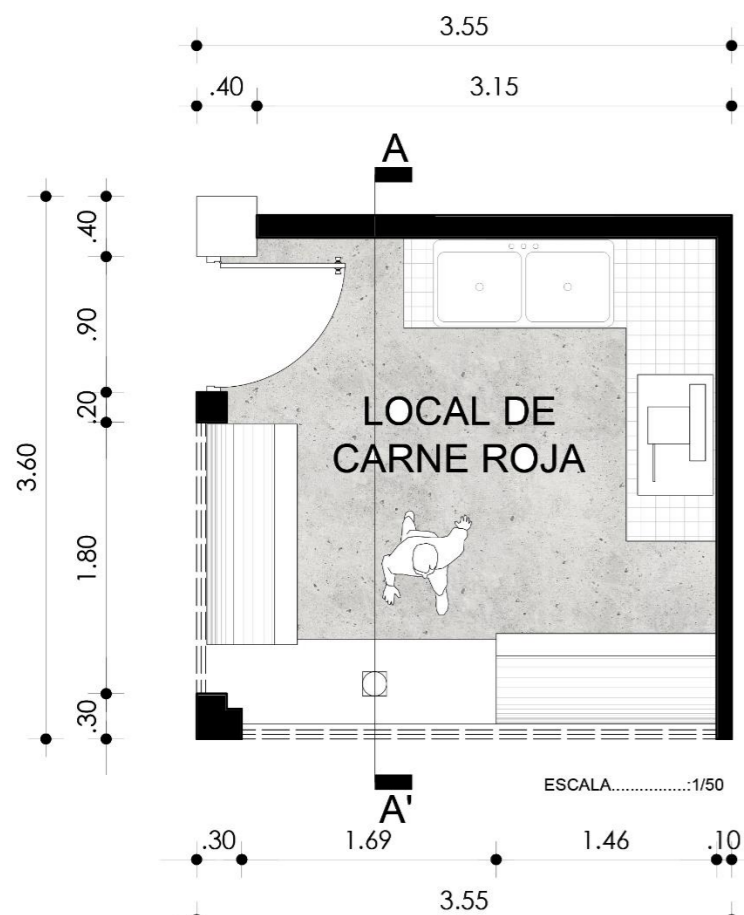 3.55
.40
3.15
A
.40
.90
.20
3.60
1.80
.30
LOCAL DE
CARNE ROJA
ESCALA................:1/50
A'
.30
1.69
1.46
.10
3.55